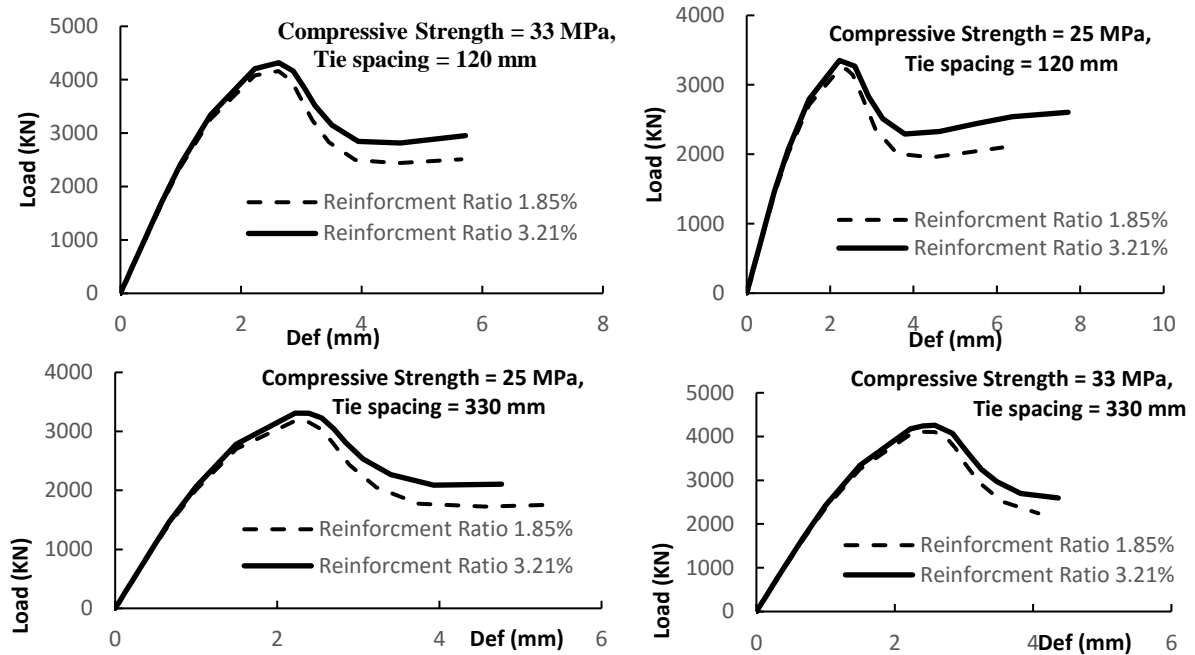 Compressive Strength = 33 MPa,
Tie spacing = 120 mm
5000
4000
3000
2000
1000
0
Load (KN)
Reinforcment Ratio 1.85%
Reinforcment Ratio 3.21%
0 2 4 6 8
Def (mm)
Compressive Strength = 25 MPa,
Tie spacing = 120 mm
4000
3000
2000
1000
0
Load (KN)
Reinforcment Ratio 1.85%
Reinforcment Ratio 3.21%
0 2 4 6 8 10
Def (mm)
Compressive Strength = 25 MPa,
Tie spacing = 330 mm
4000
3000
2000
1000
0
Load (KN)
Reinforcment Ratio 1.85%
Reinforcment Ratio 3.21%
0 2 4 6
Def (mm)
Compressive Strength = 33 MPa,
Tie spacing = 330 mm
5000
4000
3000
2000
1000
0
Load (KN)
Reinforcment Ratio 1.85%
Reinforcment Ratio 3.21%
0 2 4 6
Def (mm)